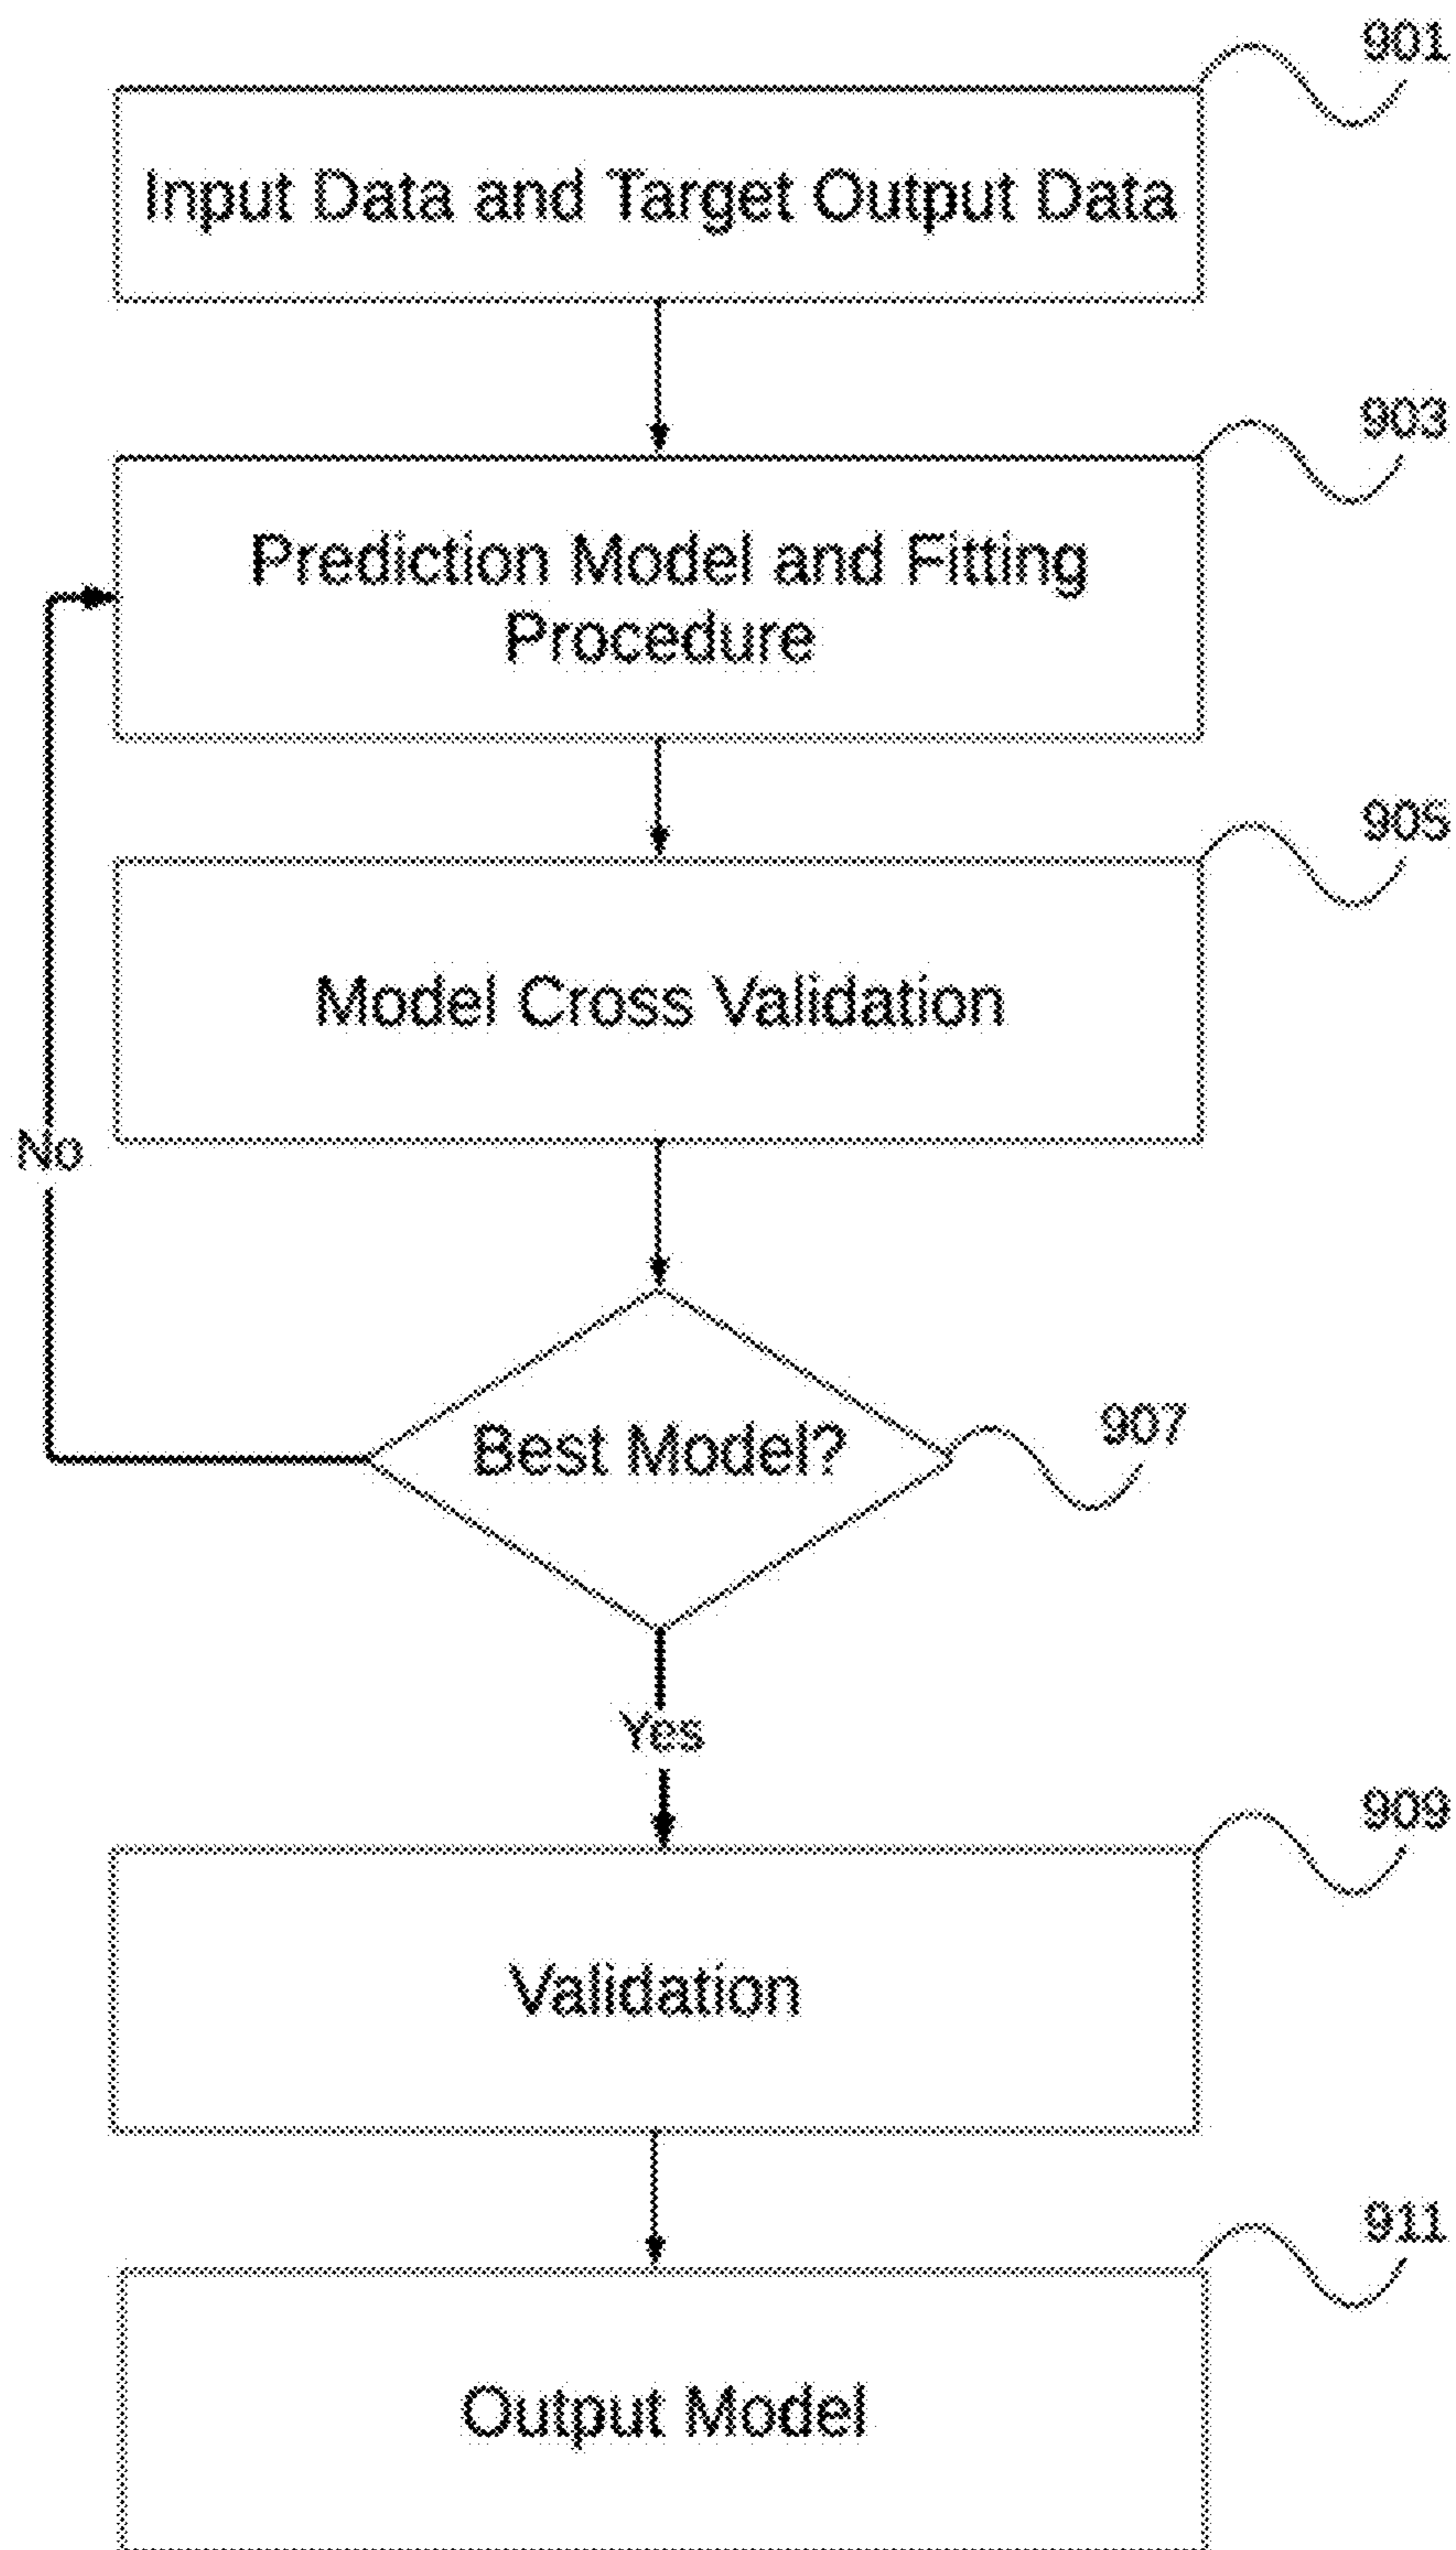 901
Input Data and Target Output Data
903
Prediction Model and Fitting
Procedure
905
Model Cross Validation
No
Best Model?
907
Yes
909
Validation
911
Output Model